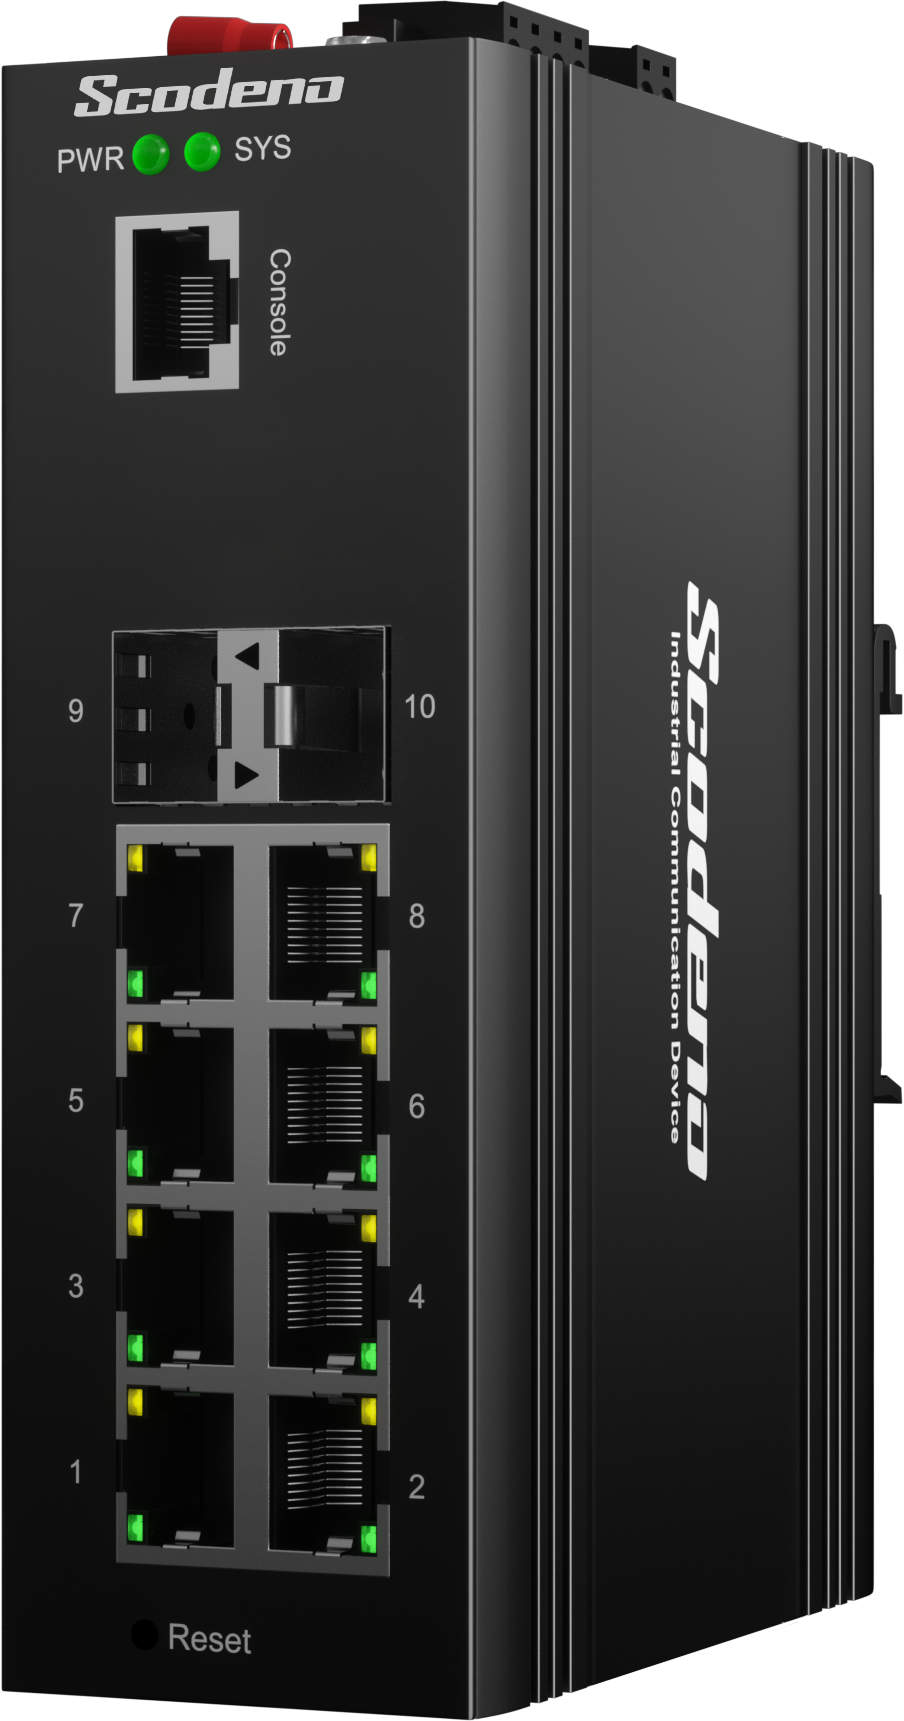 Scodeno
PWR
SYS
Console
9
10
7
8
5
6
3
4
1
2
Reset
Scodeno
Industrial Communication Device